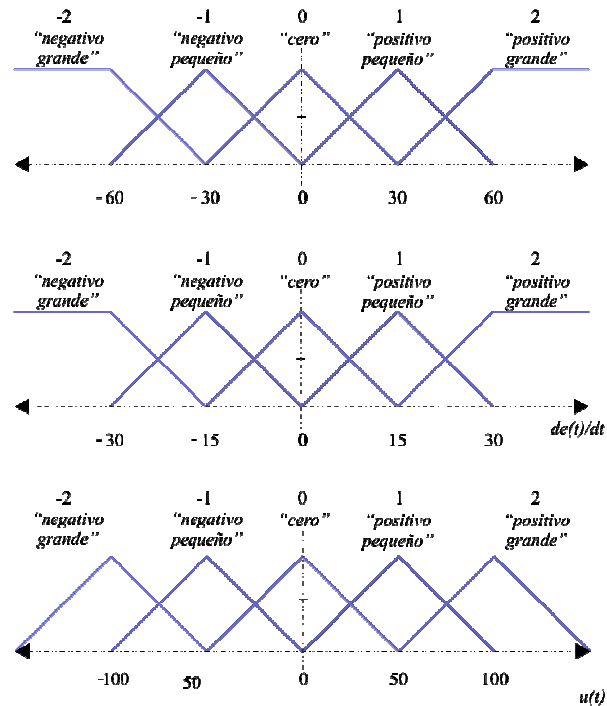 -2 -1 0 1 2
“negativo “negativo “cero” “positivo “positivo
grande” pequeño” pequeño” grande”
- 60 - 30 0 30 60
-2 -1 0 1 2
“negativo “negativo “cero” “positivo “positivo
grande” pequeño” pequeño” grande”
- 30 - 15 0 15 30
de(t)/dt
-2 -1 0 1 2
“negativo “negativo “cero” “positivo “positivo
grande” pequeño” pequeño” grande”
-100 50 0 50 100
u(t)